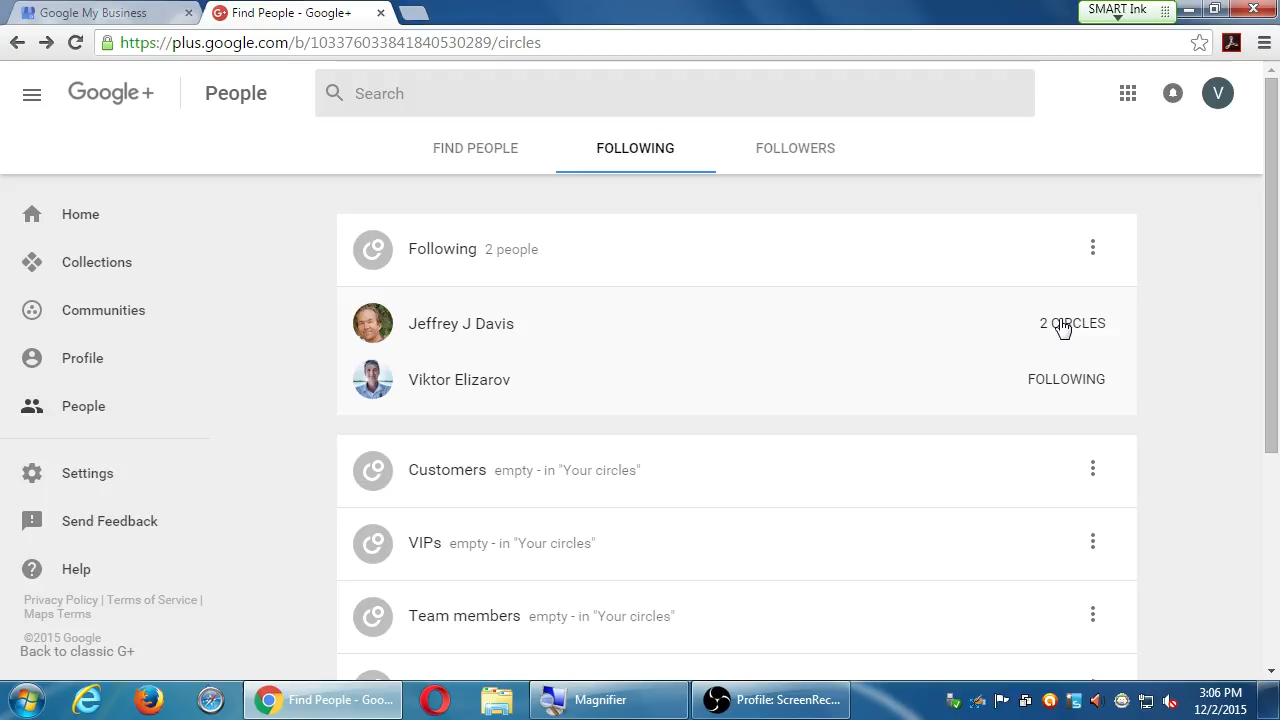 Google My Business
Find People - Google+
SMART Ink
https://plus.google.com/b/103376033841840530289/circles
Google+
People
Search
V
FIND PEOPLE
FOLLOWING
FOLLOWERS
Home
Collections
Communities
Profile
People
Settings
Send Feedback
Help
Privacy Policy | Terms of Service |
Maps Terms
©2015 Google
Back to classic G+
Following 2 people
Jeffrey J Davis
2 CIRCLES
Viktor Elizarov
FOLLOWING
Customers empty - in "Your circles"
VIPs empty - in "Your circles"
Team members empty - in "Your circles"
Find People - Goo...
Magnifier
Profile: ScreenRec...
3:06 PM
12/2/2015